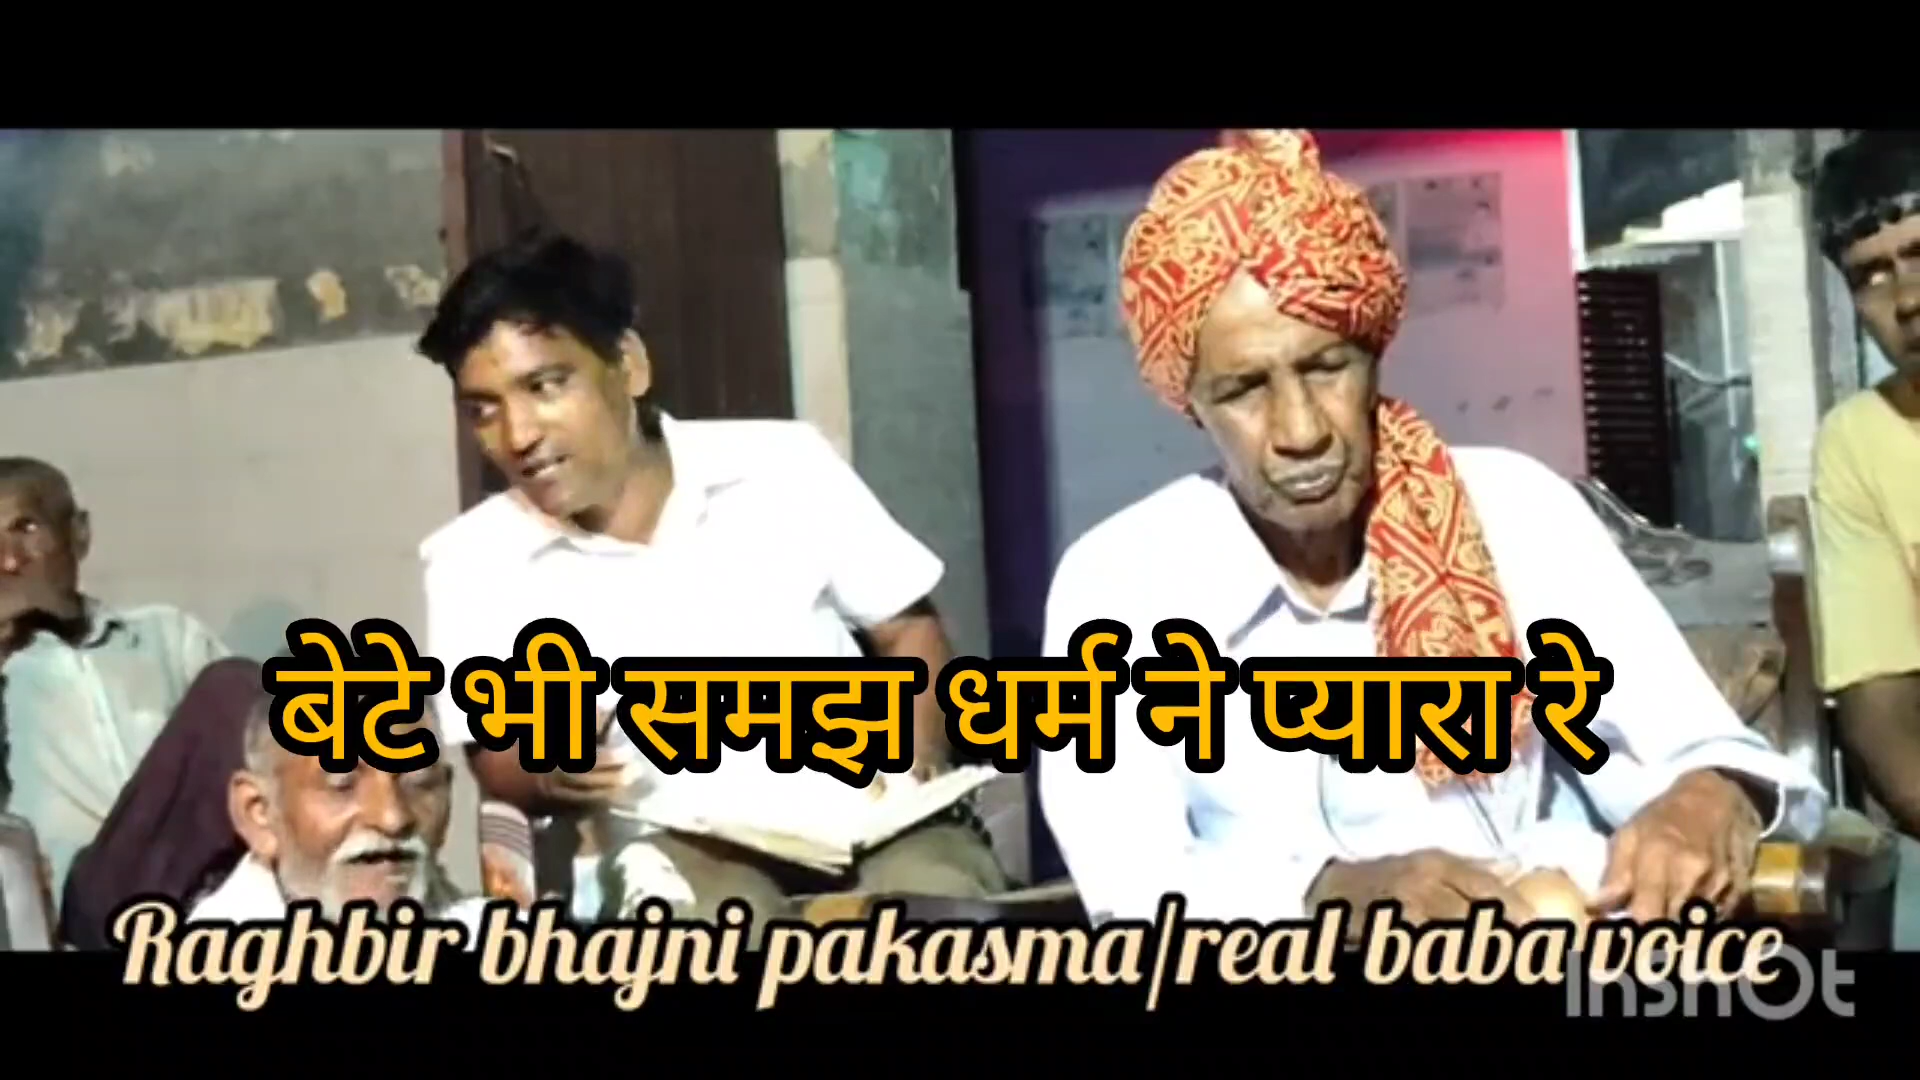 बेटे भी समझ धर्म ने प्यारा रे
Raghbir bhajni pakasma/real baba voice
InShOt